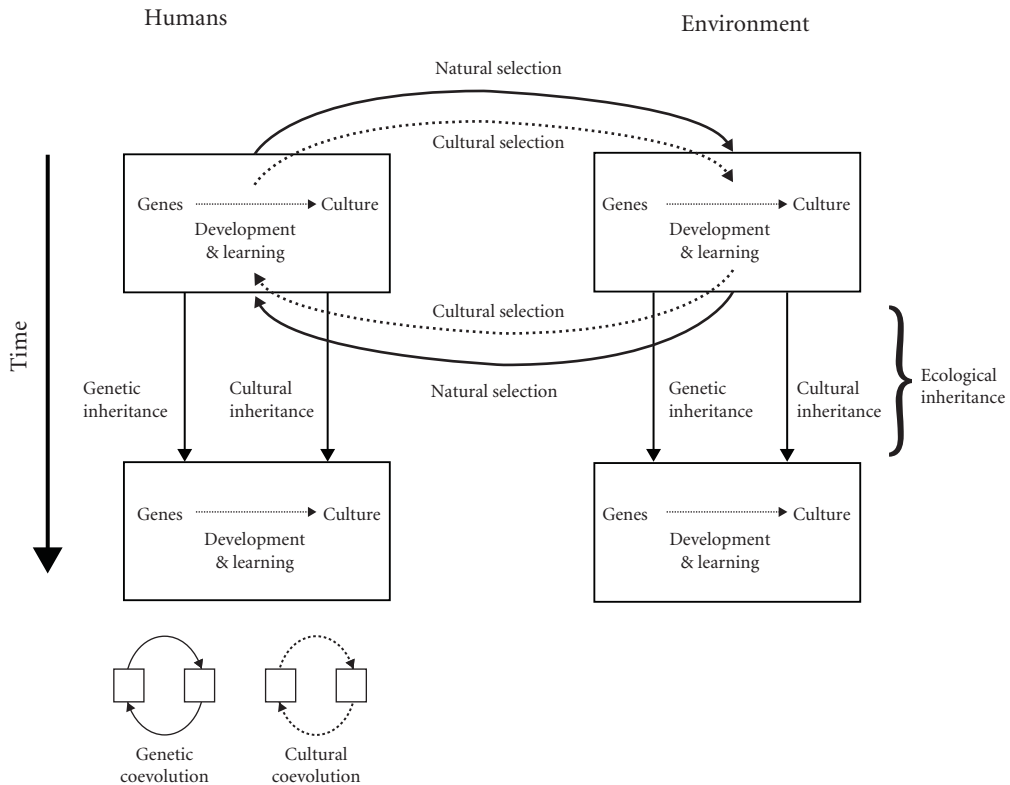 Humans
Environment
Natural selection
Cultural selection
Genes
Culture
Development
& learning
Genes
Culture
Development
& learning
Cultural selection
Natural selection
Time
Genetic
inheritance
Cultural
inheritance
Genetic
inheritance
Cultural
inheritance
Ecological
inheritance
Genes
Culture
Development
& learning
Genes
Culture
Development
& learning
Genetic
coevolution
Cultural
coevolution